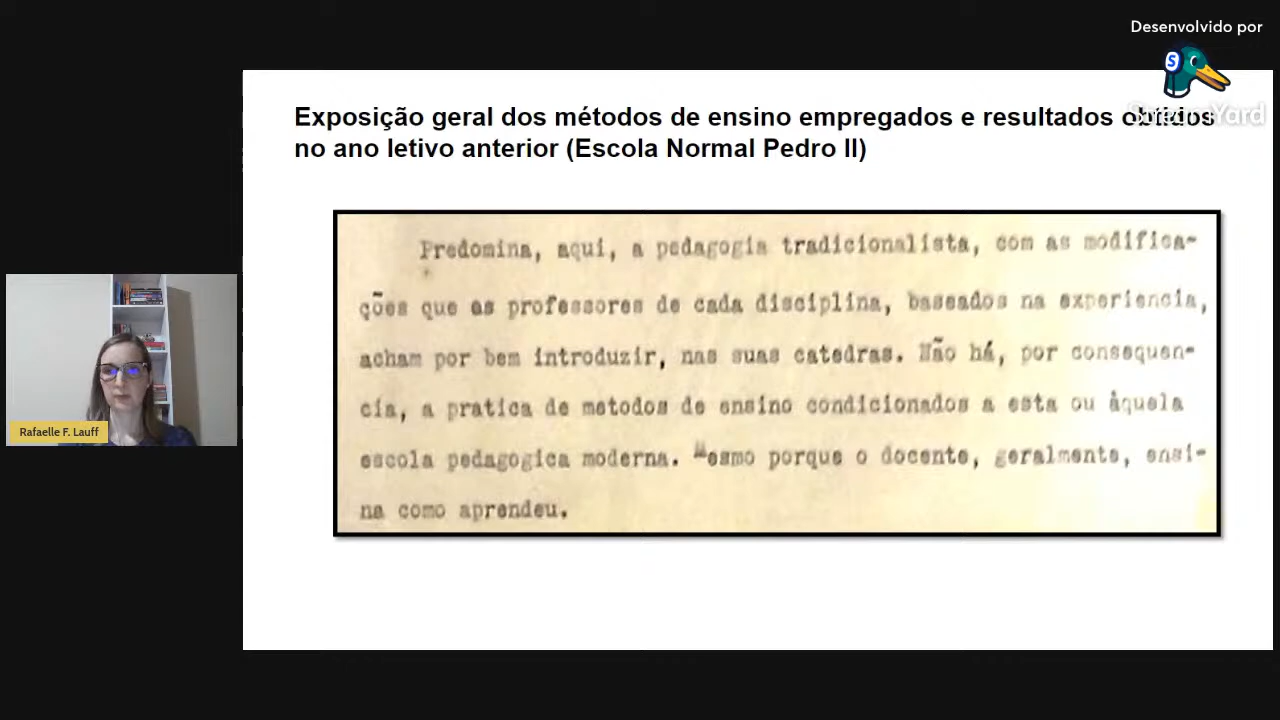 Desenvolvido por
StreamYard
Exposição geral dos métodos de ensino empregados e resultados obtidos
no ano letivo anterior (Escola Normal Pedro II)
Predomina, aqui, a pedagogia tradicionalista, com as modifica-
ções que os professores de cada disciplina, baseados na experiencia,
acham por bem introduzir, nas suas catedras. Não há, por consequen-
cia, a pratica de metodos de ensino condicionados a esta ou àquela
escola pedagogica moderna. Mesmo porque o docente, geralmente, ensi-
na como aprendeu.
Rafaelle F. Lauff